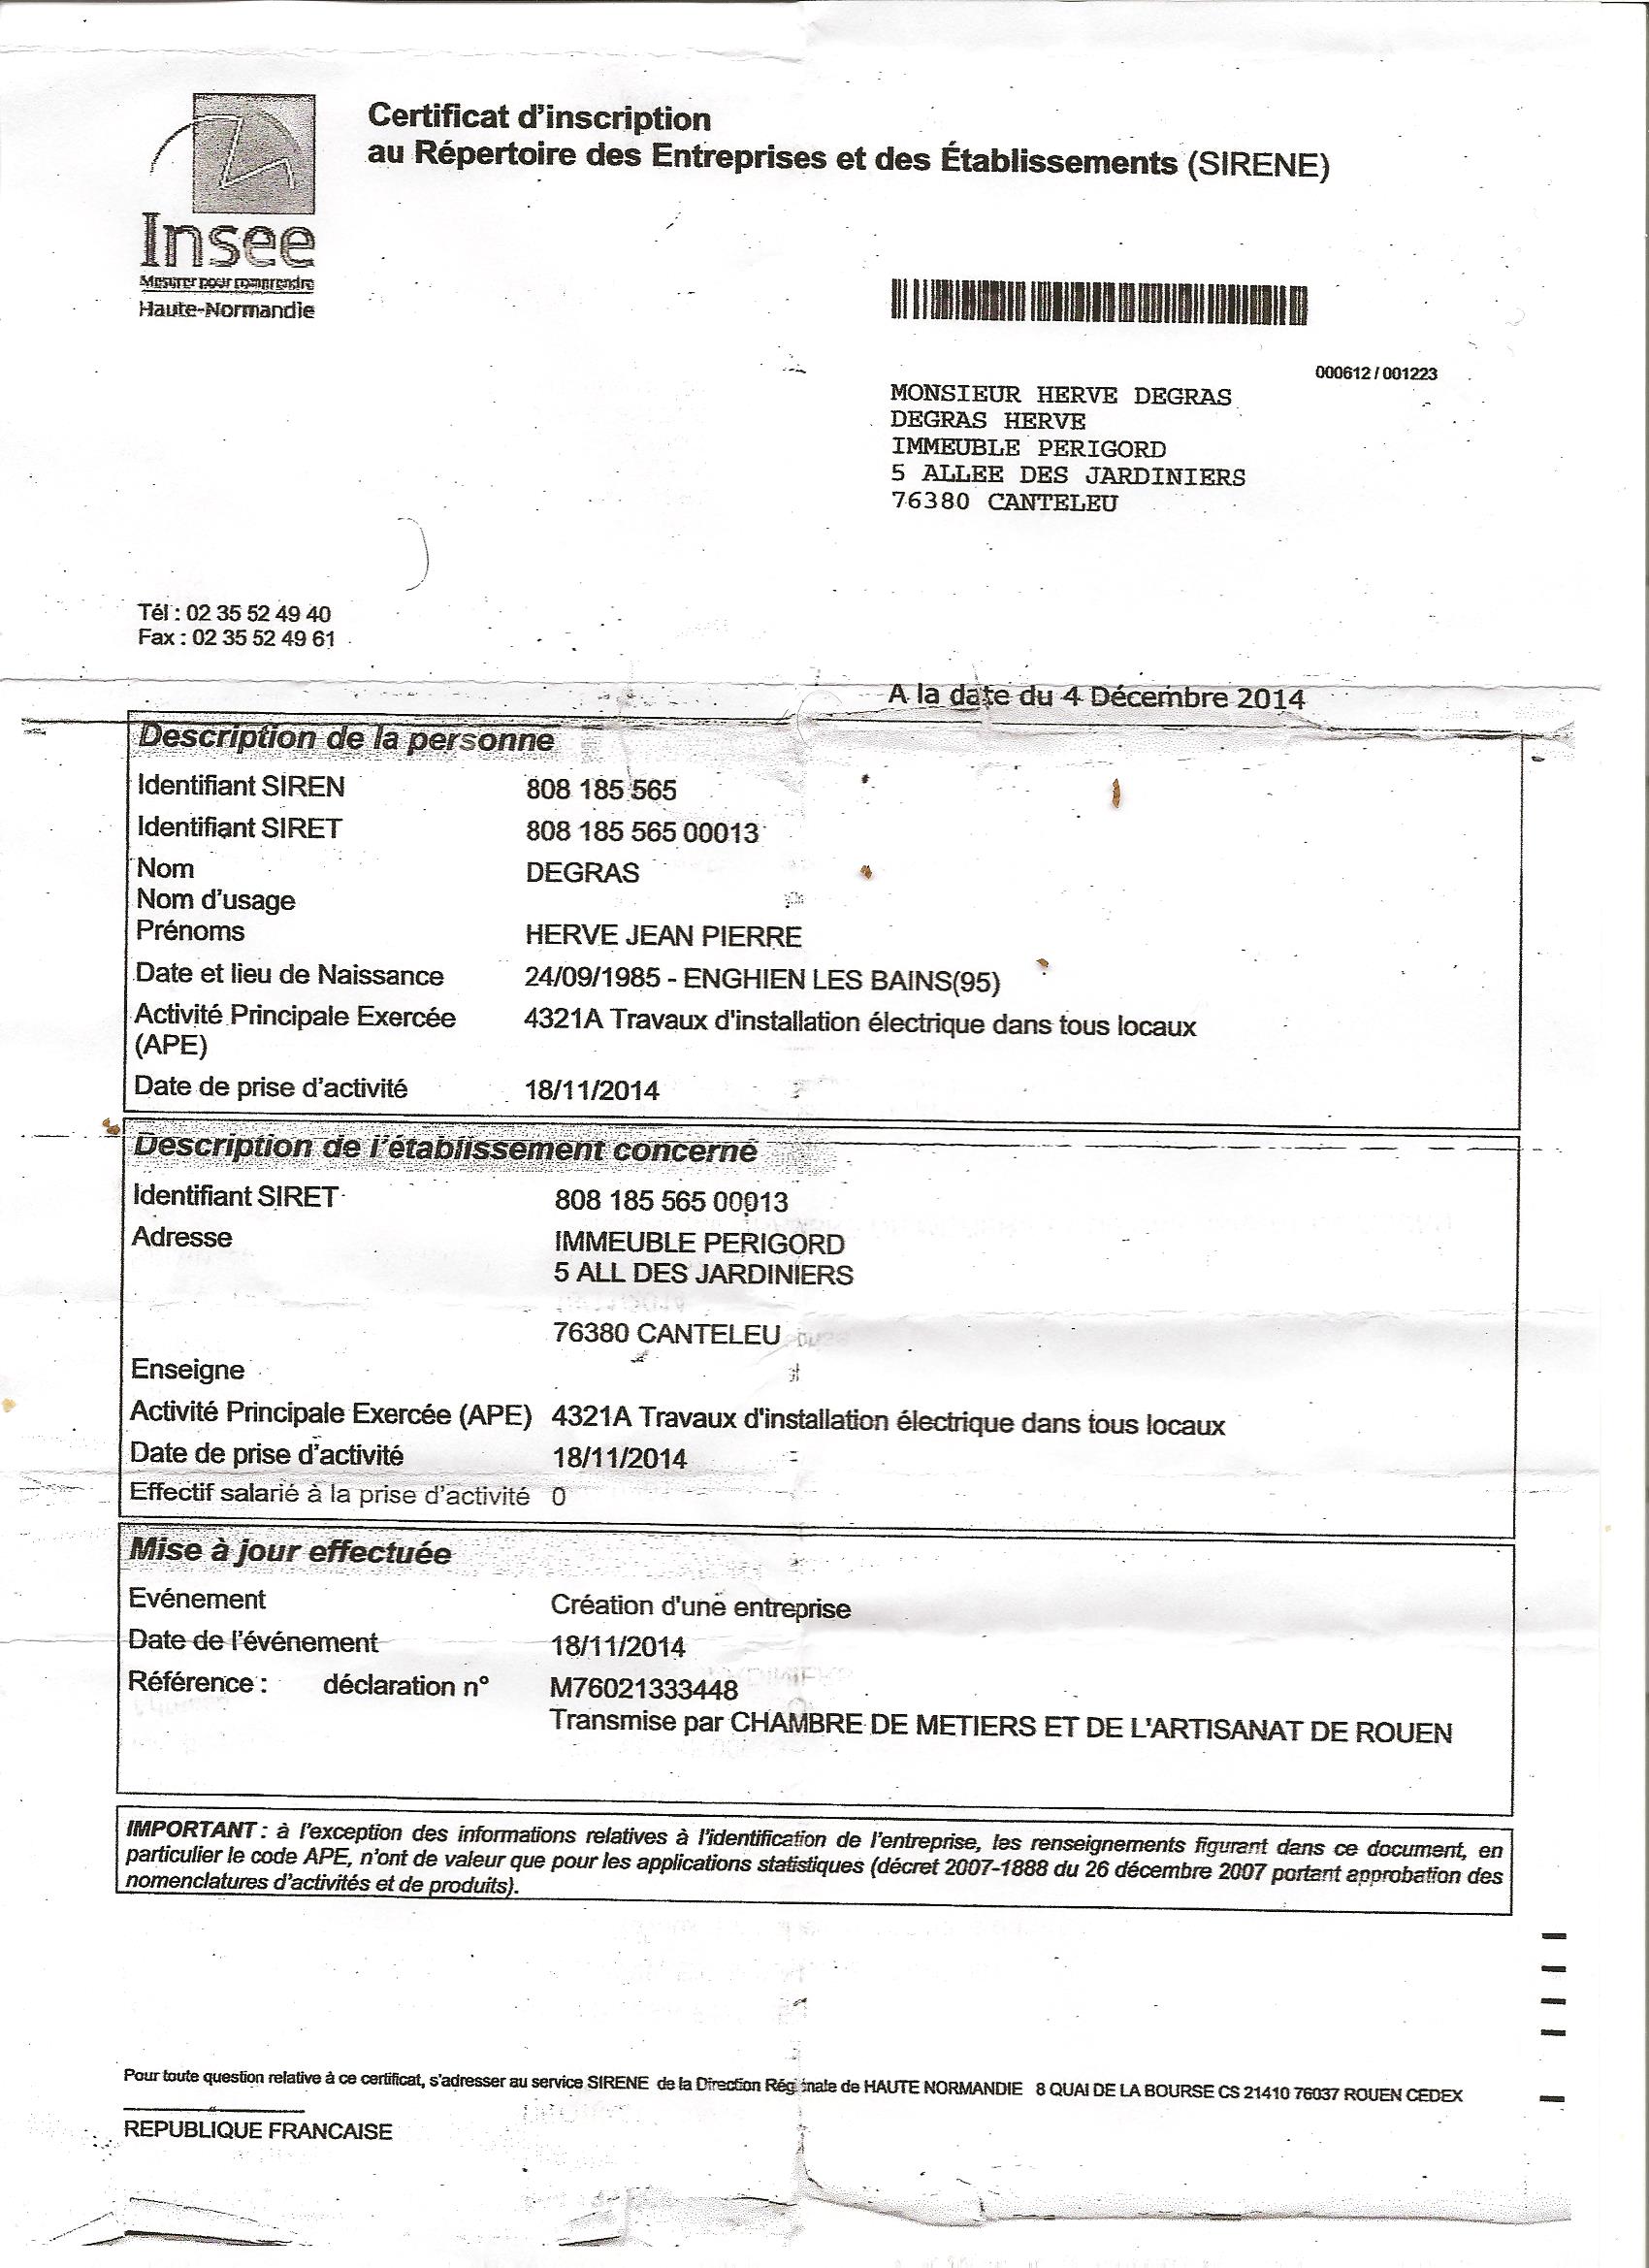 Certificat d'inscription
au Répertoire des Entreprises et des Établissements (SIRENE)
Insee
Mesurer pour comprendre
Haute-Normandie
000612 / 001223
MONSIEUR HERVE DEGRAS
DEGRAS HERVE
IMMEUBLE PERIGORD
5 ALLEE DES JARDINIERS
76380 CANTELEU
Tél : 02 35 52 49 40
Fax : 02 35 52 49 61
A la date du 4 Décembre 2014
Description de la personne
Identifiant SIREN 808 185 565
Identifiant SIRET 808 185 565 00013
Nom DEGRAS
Nom d'usage
Prénoms HERVE JEAN PIERRE
Date et lieu de Naissance 24/09/1985 - ENGHIEN LES BAINS(95)
Activité Principale Exercée 4321A Travaux d'installation électrique dans tous locaux
(APE)
Date de prise d'activité 18/11/2014
Description de l'établissement concerné
Identifiant SIRET 808 185 565 00013
Adresse IMMEUBLE PERIGORD
5 ALL DES JARDINIERS
76380 CANTELEU
Enseigne
Activité Principale Exercée (APE) 4321A Travaux d'installation électrique dans tous locaux
Date de prise d'activité 18/11/2014
Effectif salarié à la prise d'activité 0
Mise à jour effectuée
Evénement Création d'une entreprise
Date de l'événement 18/11/2014
Référence : déclaration n° M76021333448
Transmise par CHAMBRE DE METIERS ET DE L'ARTISANAT DE ROUEN
IMPORTANT : à l'exception des informations relatives à l'identification de l'entreprise, les renseignements figurant dans ce document, en
particulier le code APE, n'ont de valeur que pour les applications statistiques (décret 2007-1888 du 26 décembre 2007 portant approbation des
nomenclatures d'activités et de produits).
Pour toute question relative à ce certificat, s'adresser au service SIRENE de la Direction Régionale de HAUTE NORMANDIE 8 QUAI DE LA BOURSE CS 21410 76037 ROUEN CEDEX
REPUBLIQUE FRANCAISE